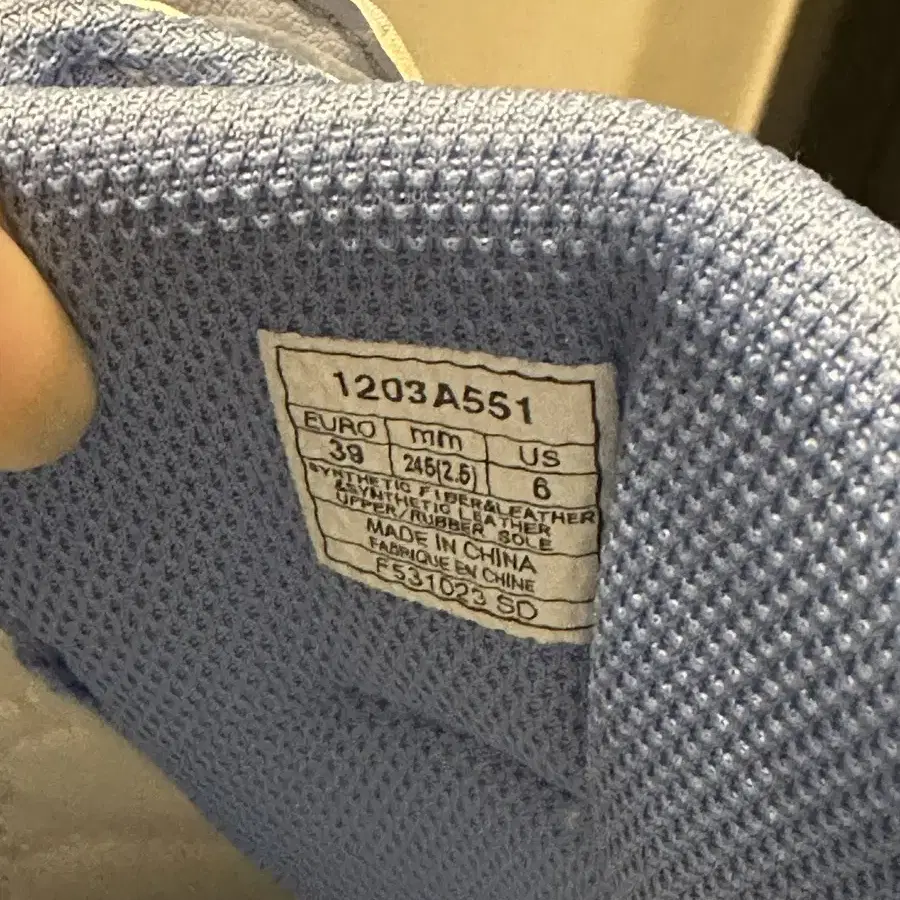 1203A551
EURO mm US
39 245(2.5) 6
SYNTHETIC FIBER&LEATHER
&SYNTHETIC LEATHER
UPPER/RUBBER SOLE
MADE IN CHINA
FABRIQUE EN CHINE
F531023 SD